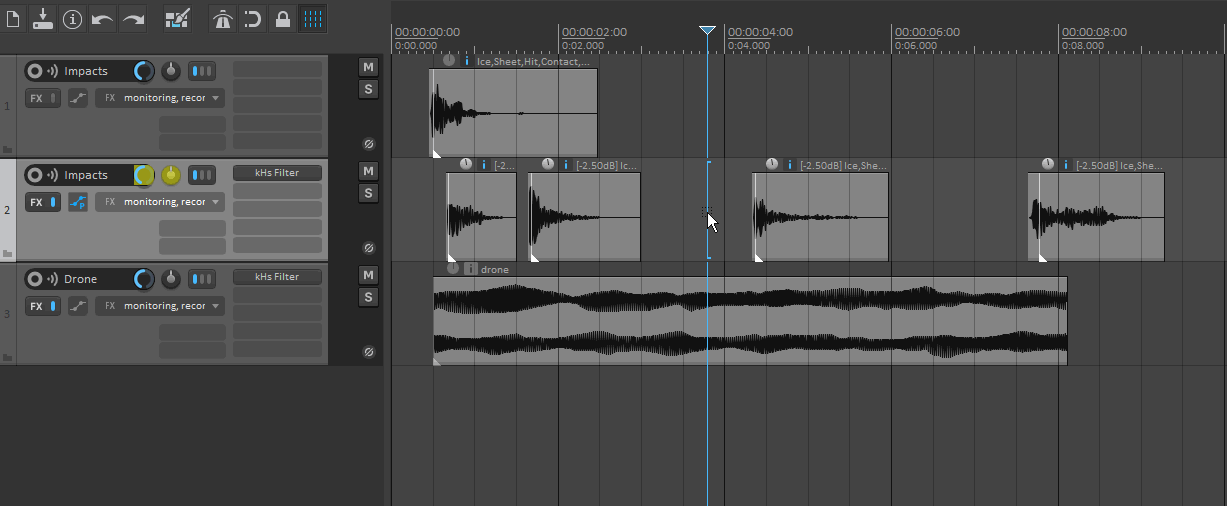 00:00:00:00 00:00:02:00 00:00:04:00 00:00:06:00 00:00:08:00
0:00.000 0:02.000 0:04.000 0:06.000 0:08.000
Ice,Sheet,Hit,Contact,...
1 Impacts M
FX FX monitoring, recor S
[-2... [-2.50dB] Ic... [-2.50dB] Ice,She... [-2.50dB] Ice,She...
2 Impacts kHs Filter M
FX P FX monitoring, recor S
drone
3 Drone kHs Filter M
FX monitoring, recor S